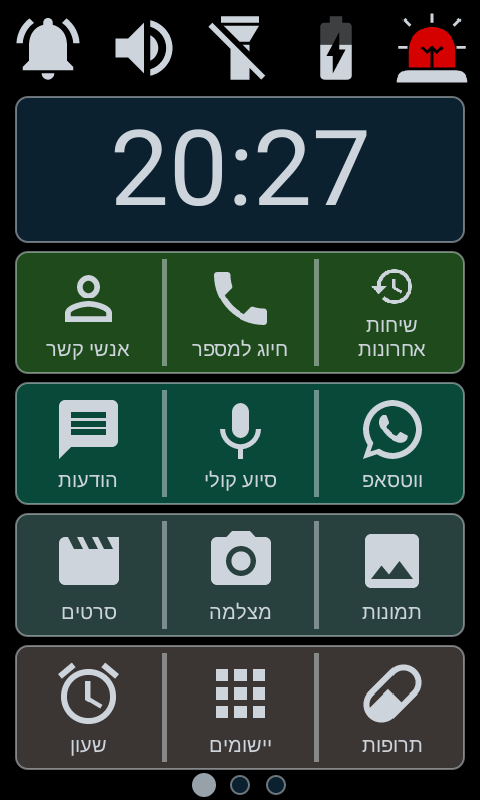 20:27
שיחות
אחרונות
חיוג למספר
אנשי קשר
ווטסאפ
סיוע קולי
הודעות
תמונות
מצלמה
סרטים
תרופות
יישומים
שעון